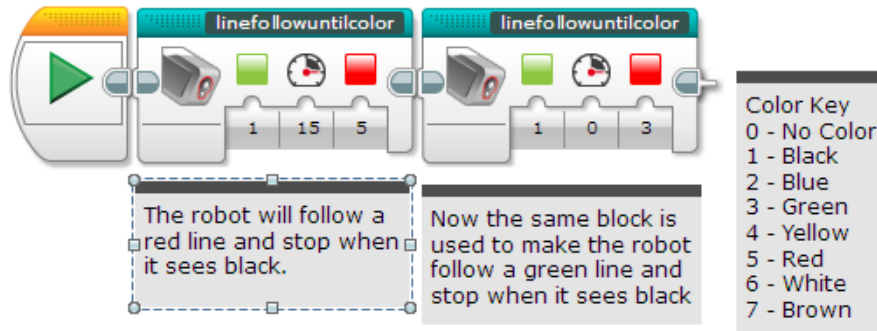 linefollowuntilcolor
1 15 5
linefollowuntilcolor
1 0 3
The robot will follow a
red line and stop when
it sees black.
Now the same block is
used to make the robot
follow a green line and
stop when it sees black
Color Key
0 - No Color
1 - Black
2 - Blue
3 - Green
4 - Yellow
5 - Red
6 - White
7 - Brown